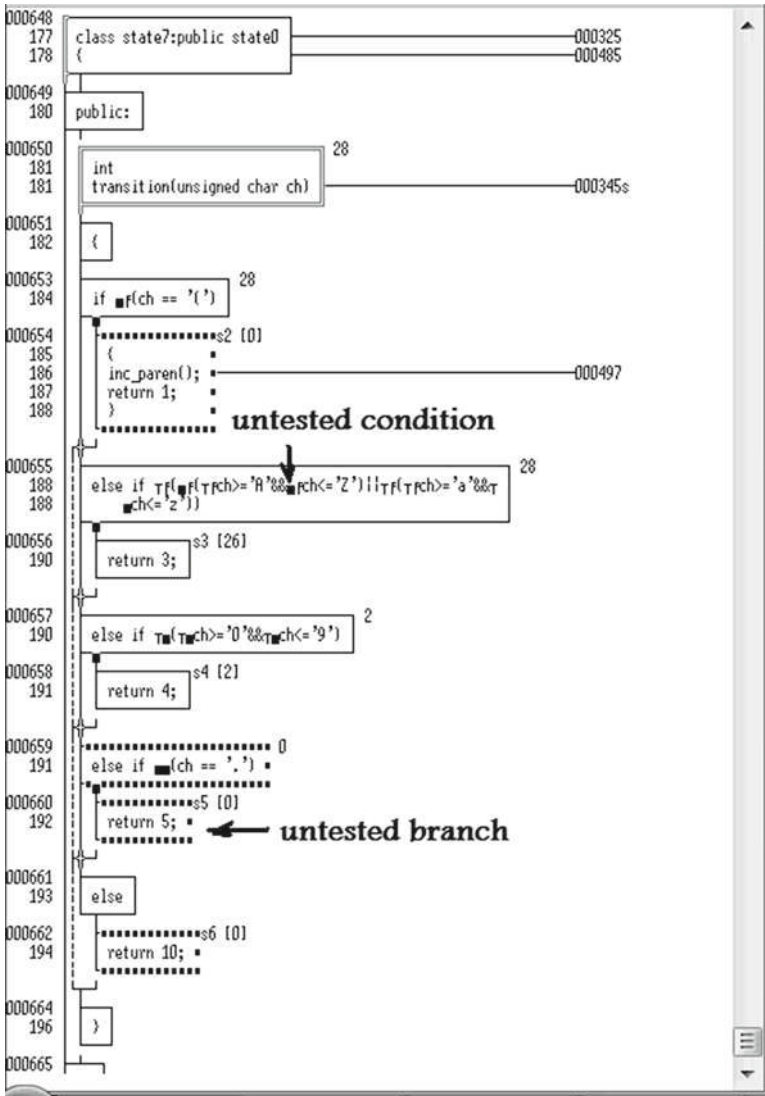 000648
177 class state7:public state0 000325
178 { 000485
000649
180 public:
000650 28
181 int
181 transition(unsigned char ch) 000345s
000651
182 {
000653 28
184 if ■F(ch == '(')
000654 s2 [0]
185 {
186 inc_paren(); 000497
187 return 1;
188 }
untested condition
000655 28
188 else if TF(■F(TFch>='A'&&■Fch<='Z')||TF(TFch>='a'&&T
188 ■ch<='z'))
000656 s3 [26]
190 return 3;
000657 2
190 else if T■(T■ch>='0'&&T■ch<='9')
000658 s4 [2]
191 return 4;
000659 0
191 else if ■■(ch == '.')
000660 s5 [0]
192 return 5;
untested branch
000661
193 else
000662 s6 [0]
194 return 10;
000664
196 }
000665